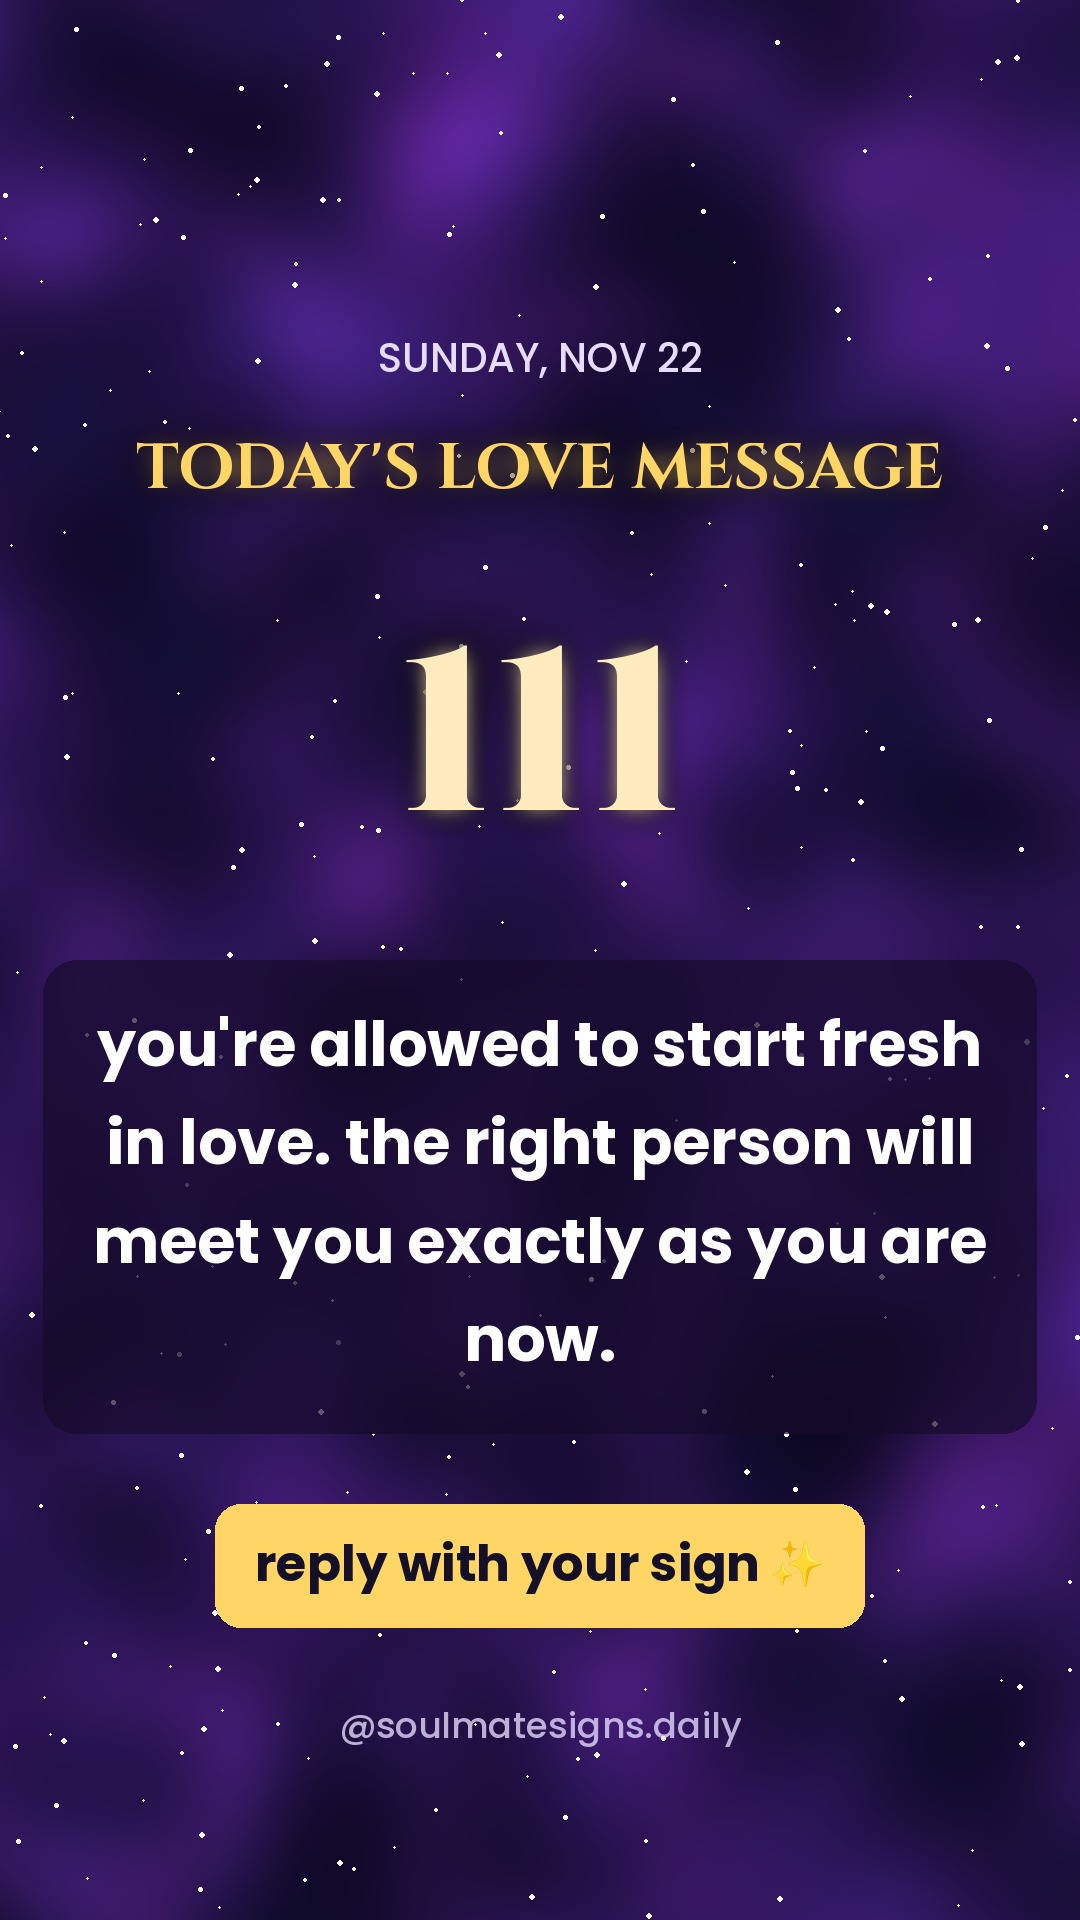 SUNDAY, NOV 22
TODAY'S LOVE MESSAGE
111
you're allowed to start fresh
in love. the right person will
meet you exactly as you are
now.
reply with your sign ✨
@soulmatesigns.daily